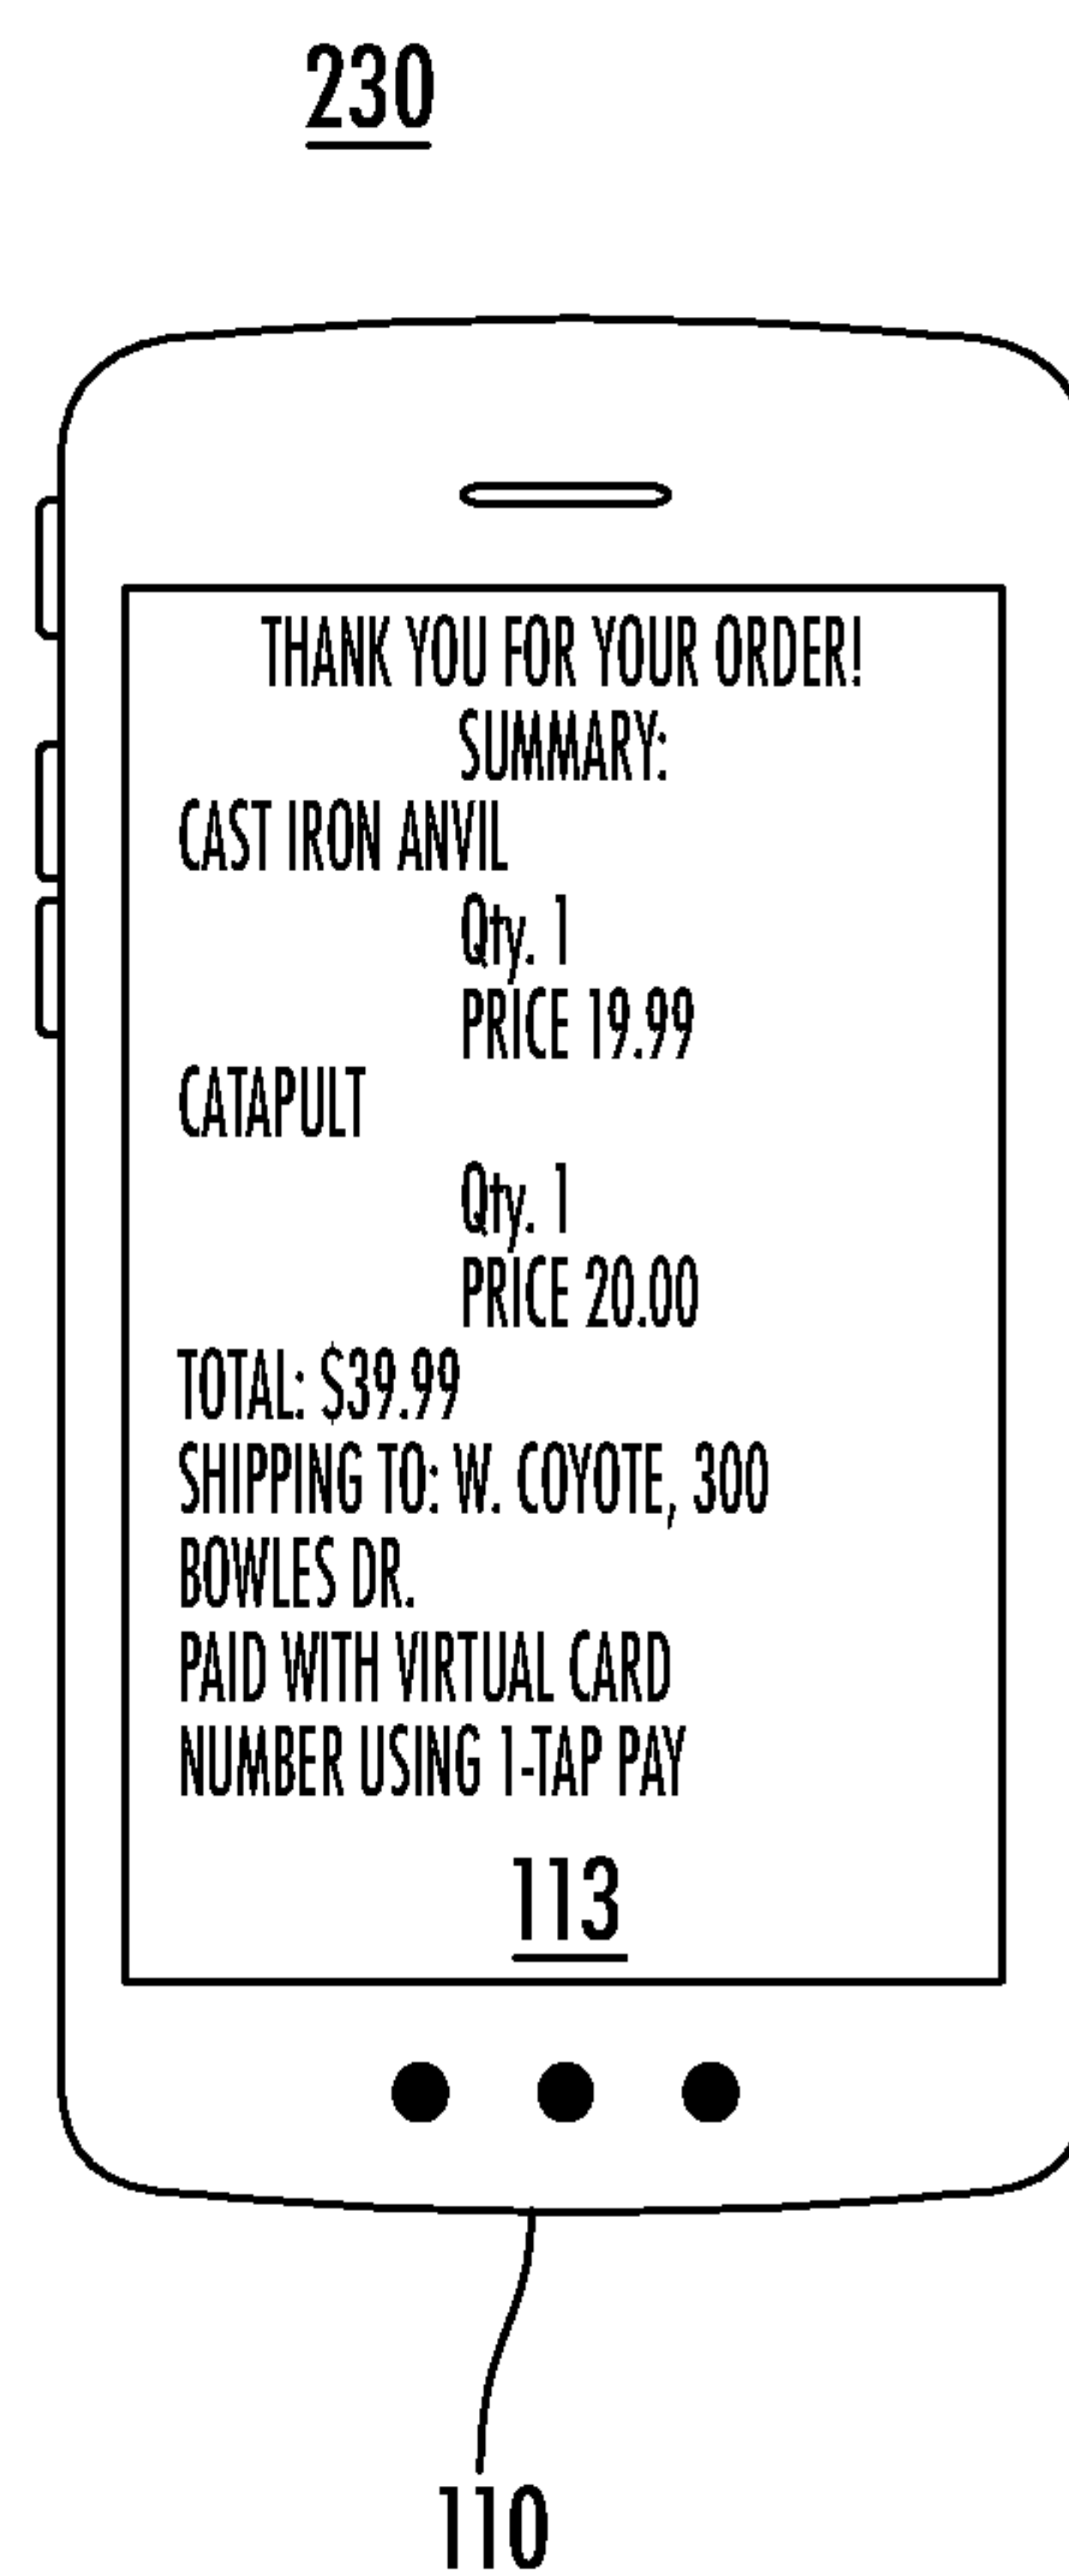 230
THANK YOU FOR YOUR ORDER!
SUMMARY:
CAST IRON ANVIL
Qty. 1
PRICE 19.99
CATAPULT
Qty. 1
PRICE 20.00
TOTAL: $39.99
SHIPPING TO: W. COYOTE, 300
BOWLES DR.
PAID WITH VIRTUAL CARD
NUMBER USING 1-TAP PAY
113
110